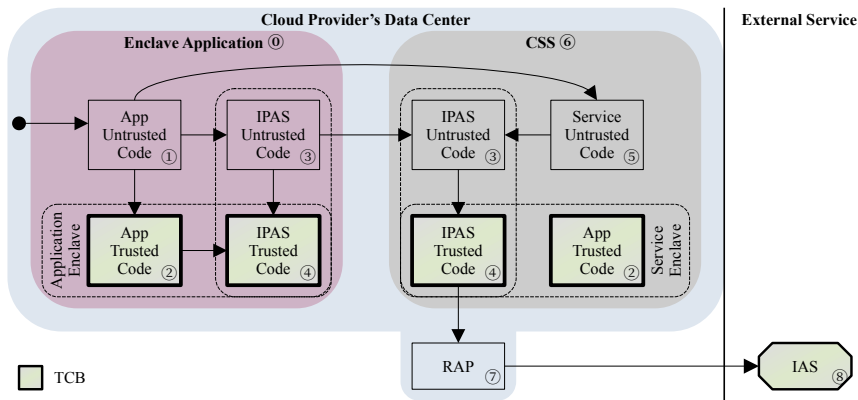 Cloud Provider's Data Center
External Service
Enclave Application ⓪
CSS ⑥
App
Untrusted
Code ①
IPAS
Untrusted
Code ③
IPAS
Untrusted
Code ③
Service
Untrusted
Code ⑤
Application
Enclave
App
Trusted
Code ②
IPAS
Trusted
Code ④
IPAS
Trusted
Code ④
App
Trusted
Code ②
Service
Enclave
RAP ⑦
IAS ⑧
TCB